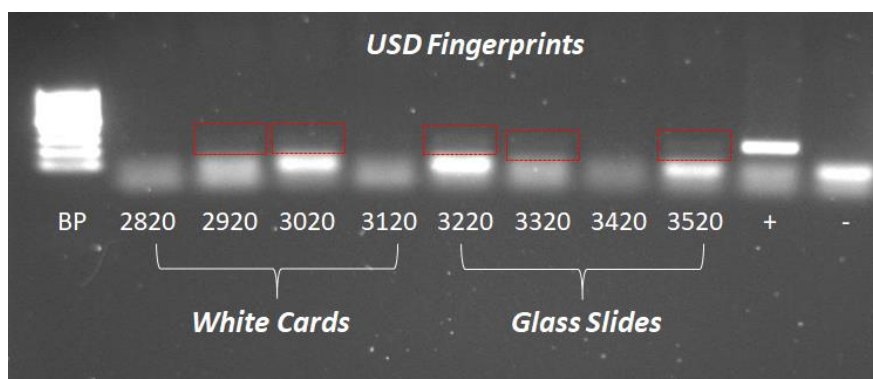 USD Fingerprints
BP 2820 2920 3020 3120 3220 3320 3420 3520 + -
White Cards Glass Slides